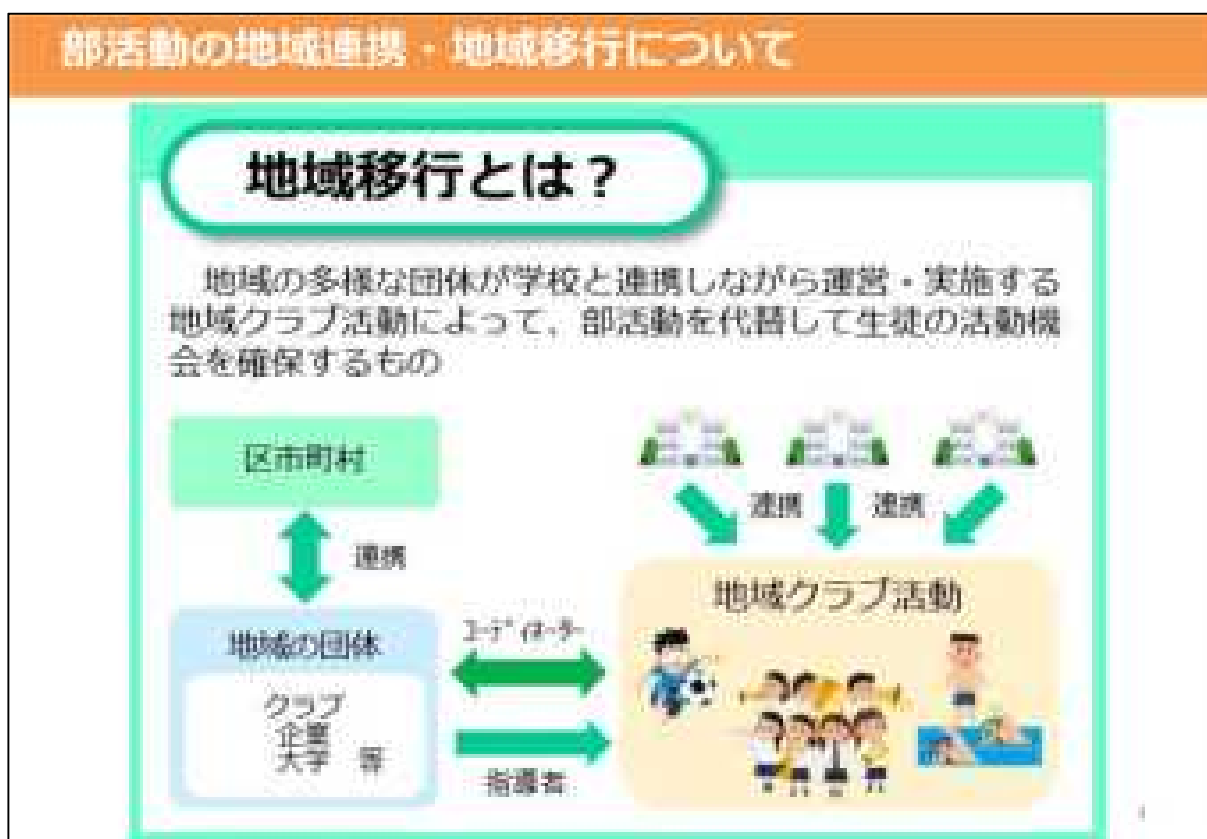 部活動の地域連携・地域移行について
地域移行とは？
地域の多様な団体が学校と連携しながら運営・実施する
地域クラブ活動によって、部活動を代替して生徒の活動機
会を確保するもの
区市町村
連携
地域の団体
クラブ
企業
大学　等
ｺｰﾃﾞｨﾈｰﾀｰ
指導者
連携
連携
地域クラブ活動